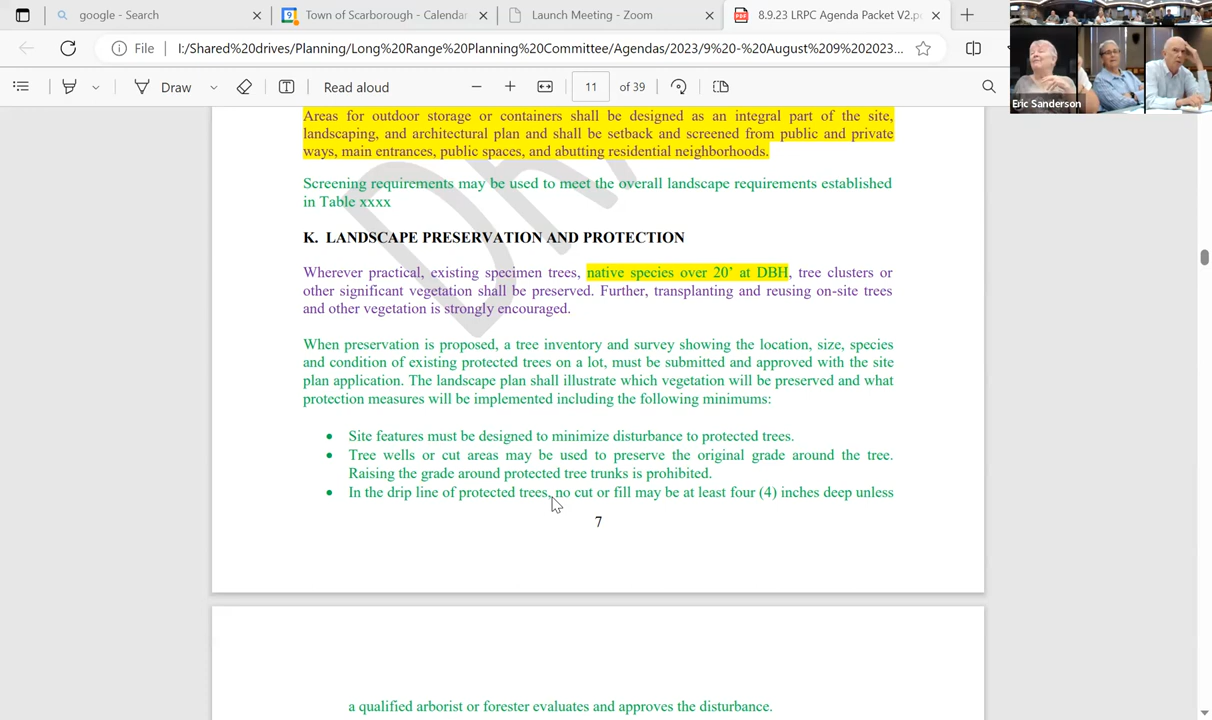 google - Search
Town of Scarborough - Calendar
Launch Meeting - Zoom
8.9.23 LRPC Agenda Packet V2.p
File
I:/Shared%20drives/Planning/Long%20Range%20Planning%20Committee/Agendas/2023/9%20-%20August%209%202023...
Draw
Read aloud
11
of 39
Eric Sanderson
Areas for outdoor storage or containers shall be designed as an integral part of the site,
landscaping, and architectural plan and shall be setback and screened from public and private
ways, main entrances, public spaces, and abutting residential neighborhoods.
Screening requirements may be used to meet the overall landscape requirements established
in Table xxxx
K. LANDSCAPE PRESERVATION AND PROTECTION
Wherever practical, existing specimen trees, native species over 20" at DBH, tree clusters or
other significant vegetation shall be preserved. Further, transplanting and reusing on-site trees
and other vegetation is strongly encouraged.
When preservation is proposed, a tree inventory and survey showing the location, size, species
and condition of existing protected trees on a lot, must be submitted and approved with the site
plan application. The landscape plan shall illustrate which vegetation will be preserved and what
protection measures will be implemented including the following minimums:
• Site features must be designed to minimize disturbance to protected trees.
• Tree wells or cut areas may be used to preserve the original grade around the tree.
Raising the grade around protected tree trunks is prohibited.
• In the drip line of protected trees, no cut or fill may be at least four (4) inches deep unless
7
a qualified arborist or forester evaluates and approves the disturbance.